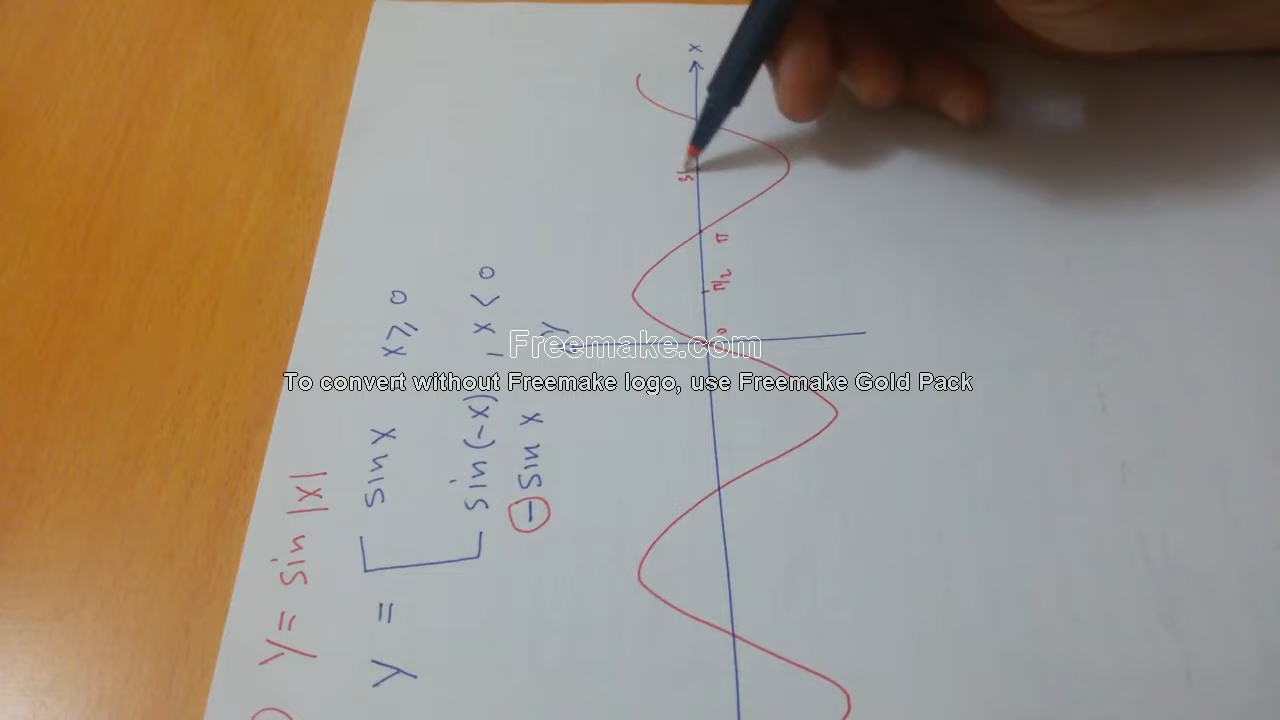 y = sin |x|
y = [ sin x   x ≥ 0
sin(-x) , x < 0
- sin x
y
0
π/2
π
x
Freemake.com
To convert without Freemake logo, use Freemake Gold Pack